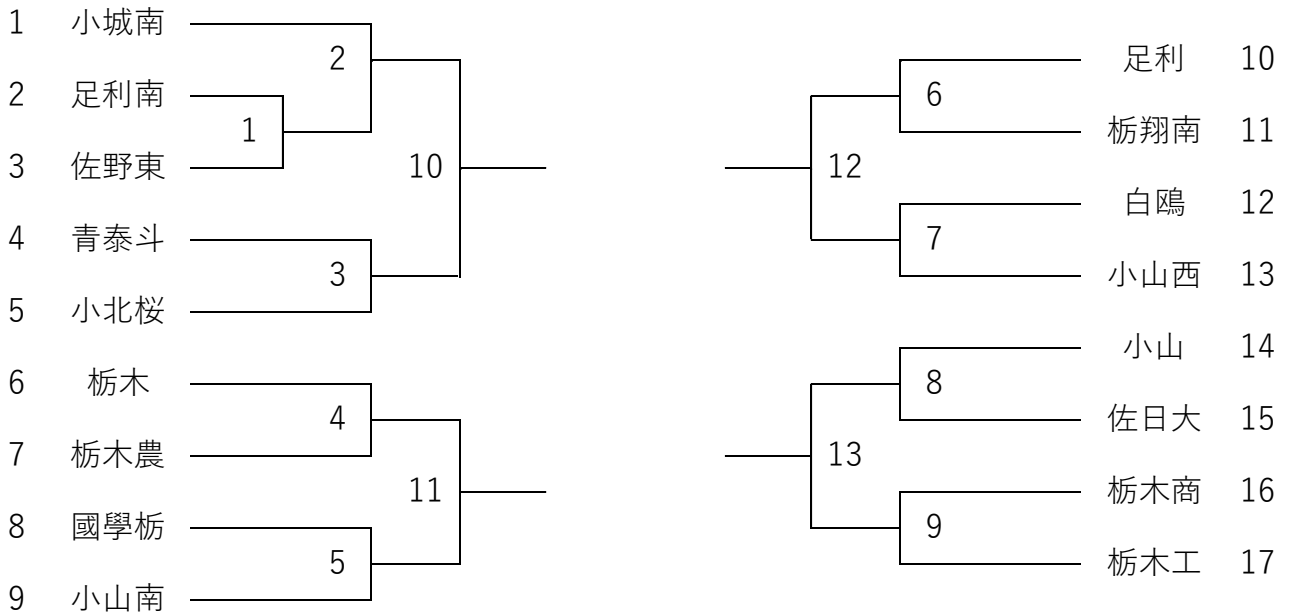 1 小城南
2
足利 10
2 足利南
6
1
栃翔南 11
3 佐野東
10
12
白鴎 12
4 青泰斗
7
3
小山西 13
5 小北桜
小山 14
6 栃木
8
4
佐日大 15
7 栃木農
13
11
栃木商 16
8 國學栃
9
5
栃木工 17
9 小山南